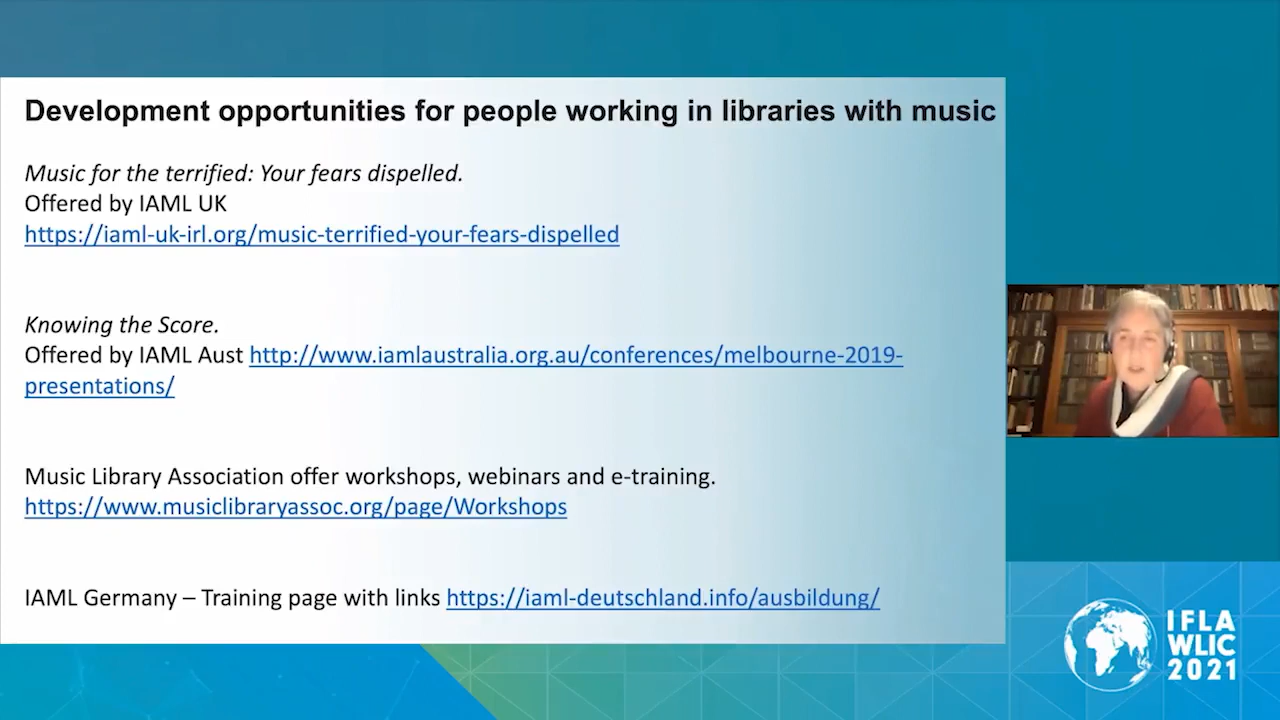 Development opportunities for people working in libraries with music
Music for the terrified: Your fears dispelled.
Offered by IAML UK
https://iaml-uk-irl.org/music-terrified-your-fears-dispelled
Knowing the Score.
Offered by IAML Aust http://www.iamlaustralia.org.au/conferences/melbourne-2019-
presentations/
Music Library Association offer workshops, webinars and e-training.
https://www.musiclibraryassoc.org/page/Workshops
IAML Germany – Training page with links https://iaml-deutschland.info/ausbildung/
IFLA
WLIC
2021